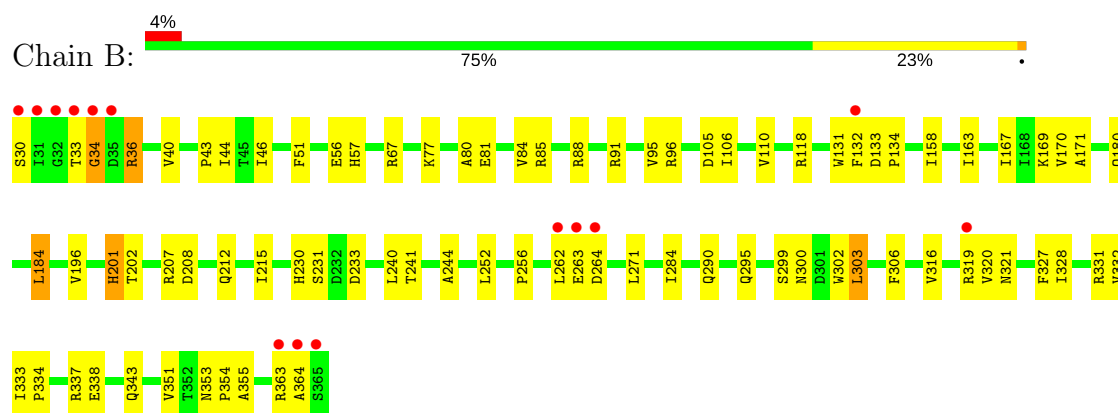 4%
Chain B:
75% 23% •
S30 I31 G32 T33 G34 D35 R36 V40 P43 I44 T45 I46 F51 E56 H57 R67 K77 A80 E81 V84 R85 R88 R91 V95 R96 D105 I106 V110 R118 W131 F132 D133 P134 I158 I163 I167 I168 K169 V170 A171
L184 V196 H201 T202 R207 D208 Q212 I215 H230 S231 D232 D233 L240 T241 A244 L252 P256 L262 E263 D264 L271 I284 Q290 Q295 S299 N300 D301 W302 L303 F306 V316 R319 V320 N321 F327 I328 R331
I333 P334 R337 E338 Q343 V351 T352 N353 P354 A355 R363 A364 S365